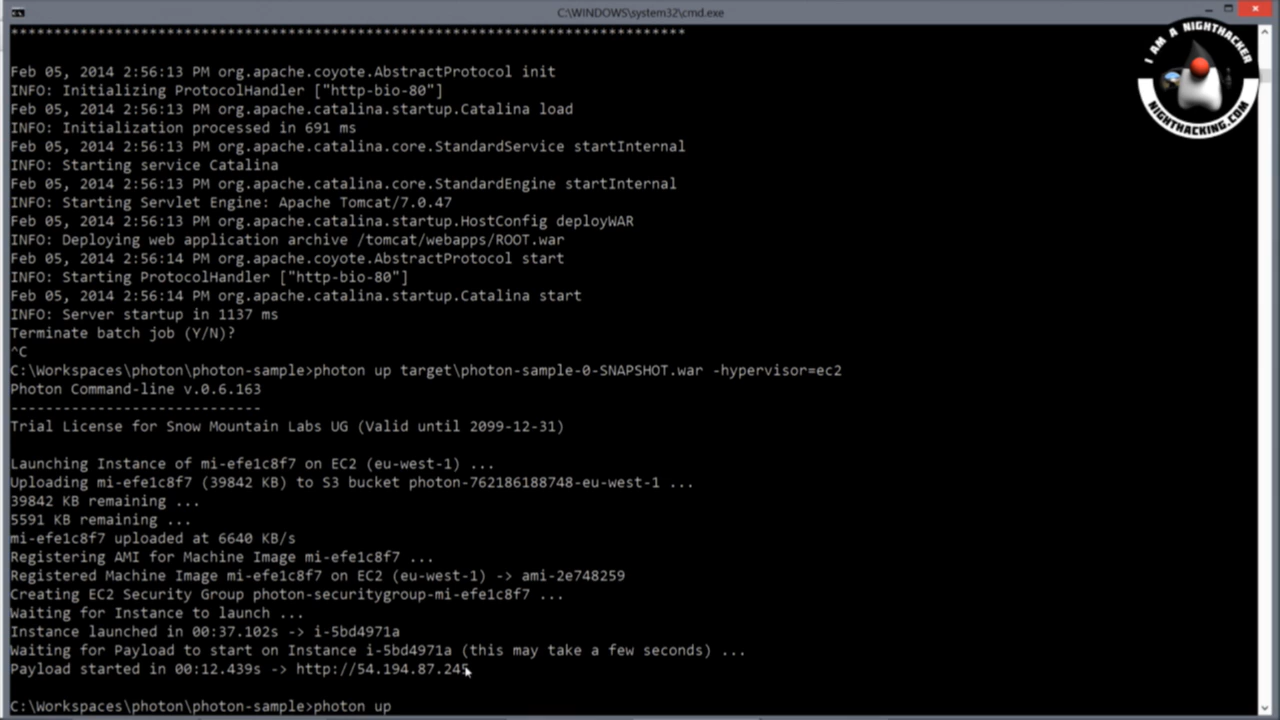 C:\WINDOWS\system32\cmd.exe
*******************************************************************************
Feb 05, 2014 2:56:13 PM org.apache.coyote.AbstractProtocol init
INFO: Initializing ProtocolHandler ["http-bio-80"]
Feb 05, 2014 2:56:13 PM org.apache.catalina.startup.Catalina load
INFO: Initialization processed in 691 ms
Feb 05, 2014 2:56:13 PM org.apache.catalina.core.StandardService startInternal
INFO: Starting service Catalina
Feb 05, 2014 2:56:13 PM org.apache.catalina.core.StandardEngine startInternal
INFO: Starting Servlet Engine: Apache Tomcat/7.0.47
Feb 05, 2014 2:56:13 PM org.apache.catalina.startup.HostConfig deployWAR
INFO: Deploying web application archive /tomcat/webapps/ROOT.war
Feb 05, 2014 2:56:14 PM org.apache.coyote.AbstractProtocol start
INFO: Starting ProtocolHandler ["http-bio-80"]
Feb 05, 2014 2:56:14 PM org.apache.catalina.startup.Catalina start
INFO: Server startup in 1137 ms
Terminate batch job (Y/N)?
^C
C:\Workspaces\photon\photon-sample>photon up target\photon-sample-0-SNAPSHOT.war -hypervisor=ec2
Photon Command-line v.0.6.163
-----------------------------
Trial License for Snow Mountain Labs UG (Valid until 2099-12-31)
Launching Instance of mi-efe1c8f7 on EC2 (eu-west-1) ...
Uploading mi-efe1c8f7 (39842 KB) to S3 bucket photon-762186188748-eu-west-1 ...
39842 KB remaining ...
5591 KB remaining ...
mi-efe1c8f7 uploaded at 6640 KB/s
Registering AMI for Machine Image mi-efe1c8f7 ...
Registered Machine Image mi-efe1c8f7 on EC2 (eu-west-1) -> ami-2e748259
Creating EC2 Security Group photon-securitygroup-mi-efe1c8f7 ...
Waiting for Instance to launch ...
Instance launched in 00:37.102s -> i-5bd4971a
Waiting for Payload to start on Instance i-5bd4971a (this may take a few seconds) ...
Payload started in 00:12.439s -> http://54.194.87.245
C:\Workspaces\photon\photon-sample>photon up
I AM A NIGHTHACKER
NIGHTHACKING.COM